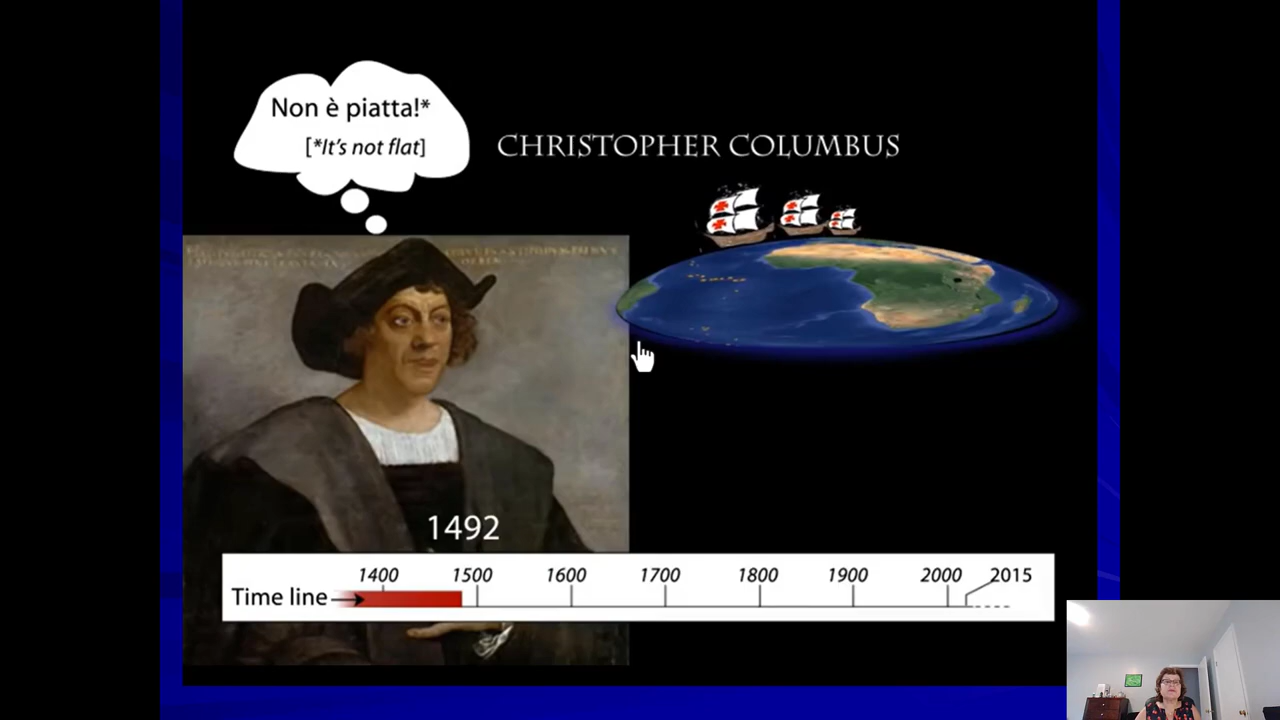 Non è piatta!*
[*It's not flat]
CHRISTOPHER COLUMBUS
1492
1400 1500 1600 1700 1800 1900 2000 2015
Time line